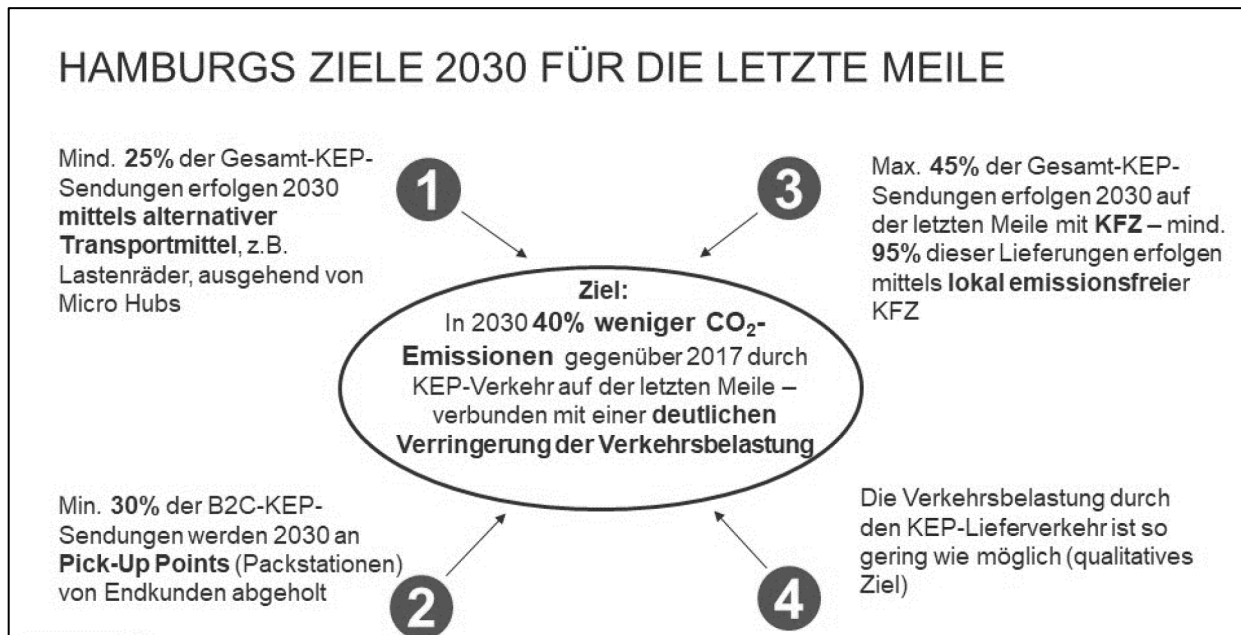 HAMBURGS ZIELE 2030 FÜR DIE LETZTE MEILE
Mind. 25% der Gesamt-KEP-
Sendungen erfolgen 2030
mittels alternativer
Transportmittel, z.B.
Lastenräder, ausgehend von
Micro Hubs
1
3
Max. 45% der Gesamt-KEP-
Sendungen erfolgen 2030 auf
der letzten Meile mit KFZ – mind.
95% dieser Lieferungen erfolgen
mittels lokal emissionsfreier
KFZ
Ziel:
In 2030 40% weniger CO₂-
Emissionen gegenüber 2017 durch
KEP-Verkehr auf der letzten Meile –
verbunden mit einer deutlichen
Verringerung der Verkehrsbelastung
Min. 30% der B2C-KEP-
Sendungen werden 2030 an
Pick-Up Points (Packstationen)
von Endkunden abgeholt
2
4
Die Verkehrsbelastung durch
den KEP-Lieferverkehr ist so
gering wie möglich (qualitatives
Ziel)